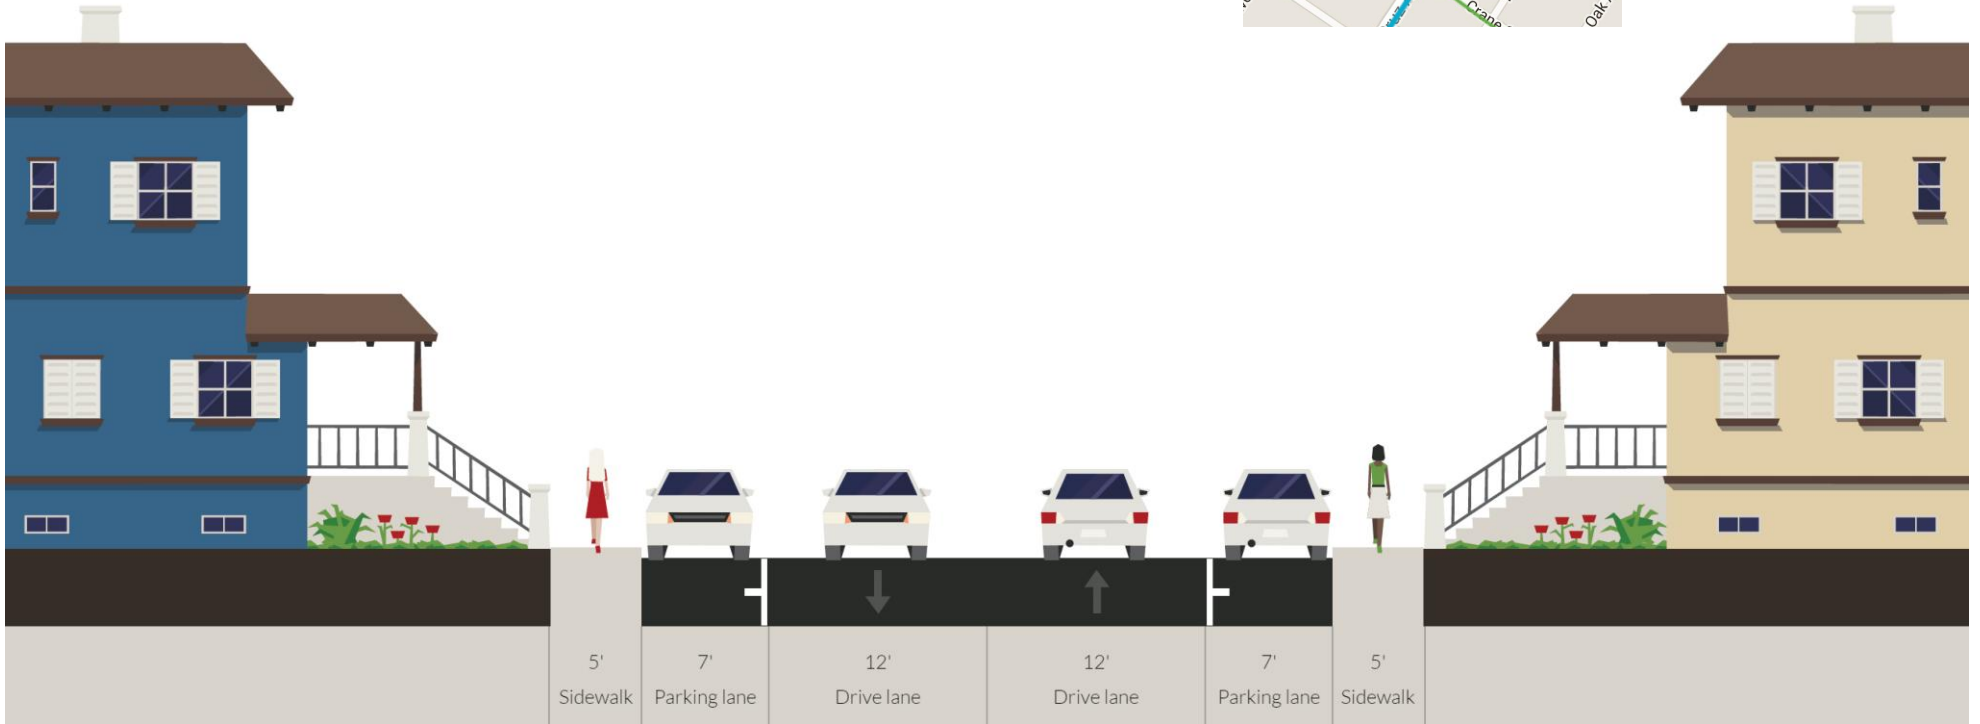 Crane
Oak
5'
7'
12'
12'
7'
5'
Sidewalk
Parking lane
Drive lane
Drive lane
Parking lane
Sidewalk